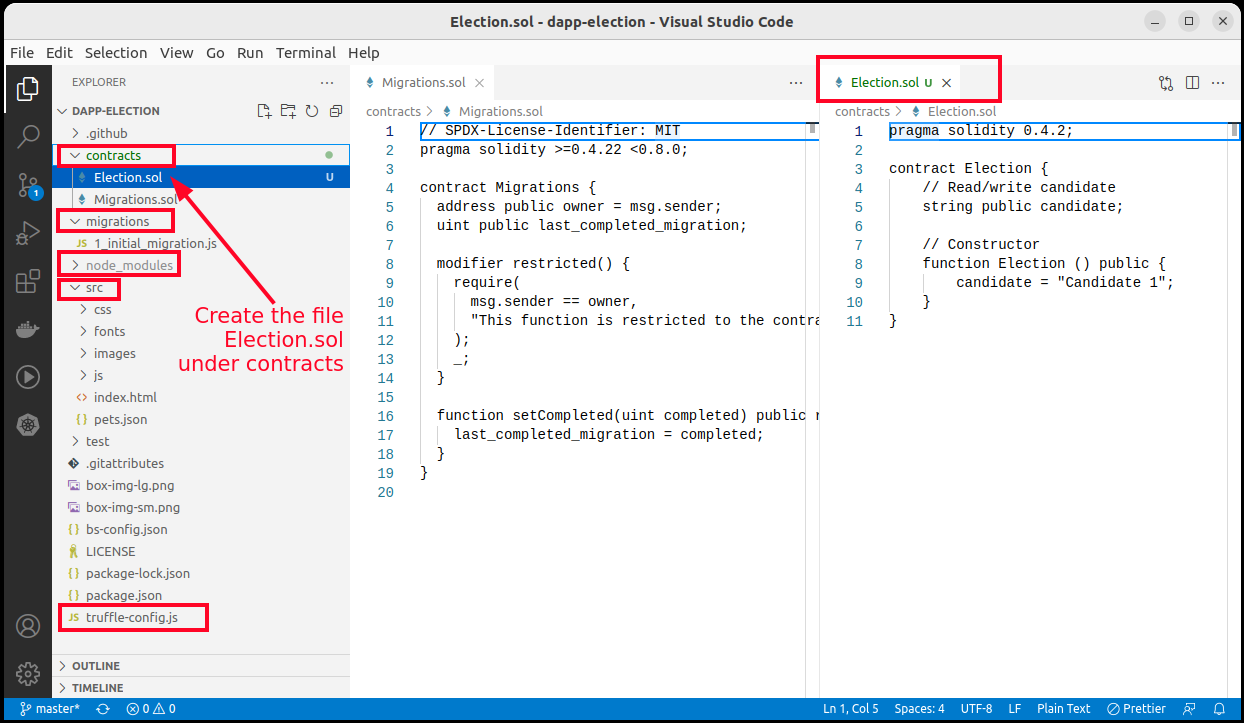 Election.sol - dapp-election - Visual Studio Code
File Edit Selection View Go Run Terminal Help
EXPLORER
DAPP-ELECTION
.github
contracts
Election.sol U
Migrations.sol
migrations
JS 1_initial_migration.js
node_modules
src
css
fonts
images
js
<> index.html
{} pets.json
test
.gitattributes
box-img-lg.png
box-img-sm.png
{} bs-config.json
LICENSE
{} package-lock.json
{} package.json
JS truffle-config.js
OUTLINE
TIMELINE
1
Create the file
Election.sol
under contracts
Migrations.sol
contracts > Migrations.sol
1 // SPDX-License-Identifier: MIT
2 pragma solidity >=0.4.22 <0.8.0;
3
4 contract Migrations {
5   address public owner = msg.sender;
6   uint public last_completed_migration;
7
8   modifier restricted() {
9     require(
10       msg.sender == owner,
11       "This function is restricted to the contra
12     );
13     _;
14   }
15
16   function setCompleted(uint completed) public r
17     last_completed_migration = completed;
18   }
19 }
20
Election.sol U
contracts > Election.sol
1 pragma solidity 0.4.2;
2
3 contract Election {
4     // Read/write candidate
5     string public candidate;
6
7     // Constructor
8     function Election () public {
9         candidate = "Candidate 1";
10     }
11 }
master* 0 0 Ln 1, Col 5 Spaces: 4 UTF-8 LF Plain Text Prettier